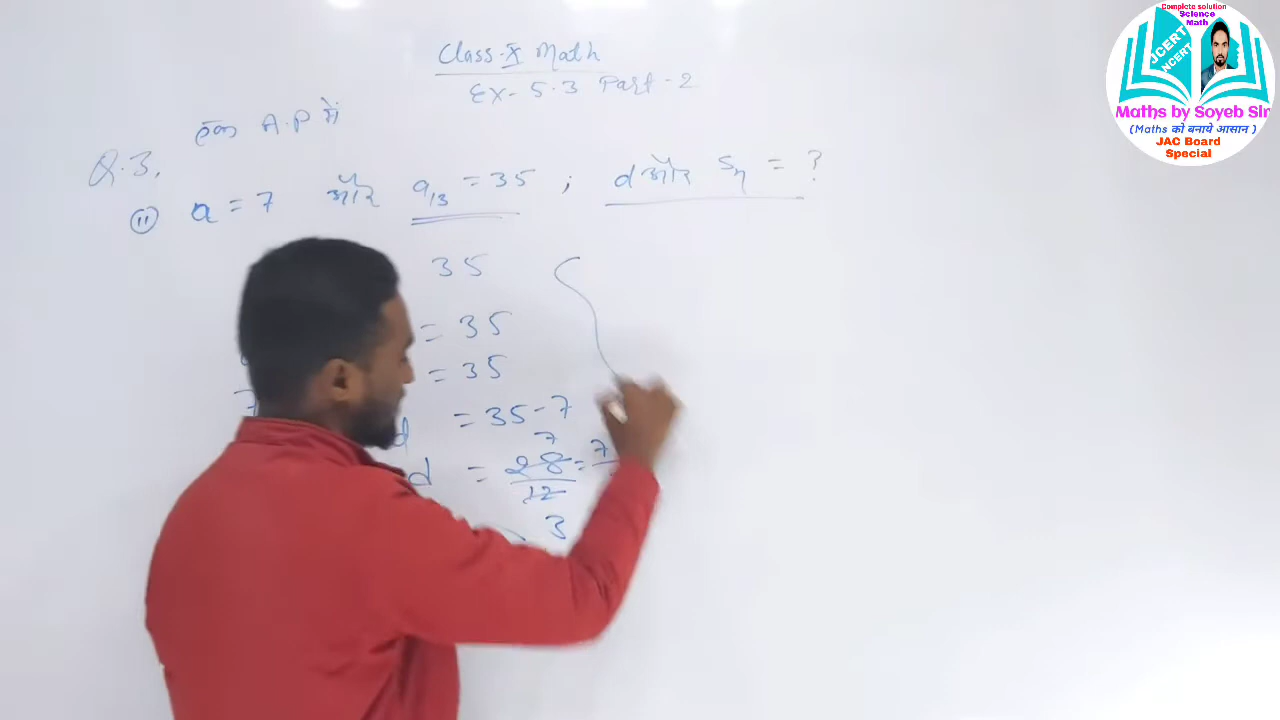 Class-X Math
EX-5.3 Part-2
एक A.P में
Q.3.
(ii) a = 7 और a13 = 35 ; d और Sn = ?
35
= 35
= 35
7
= 35-7
d
7
d = 28/12 = 7
3
Complete solution
Science
Math
JCERT
NCERT
Maths by Soyeb Sir
(Maths को बनाये आसान )
JAC Board
Special